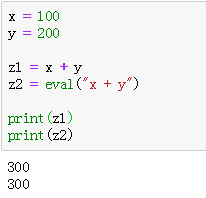 x = 100
y = 200
z1 = x + y
z2 = eval("x + y")
print(z1)
print(z2)
300
300